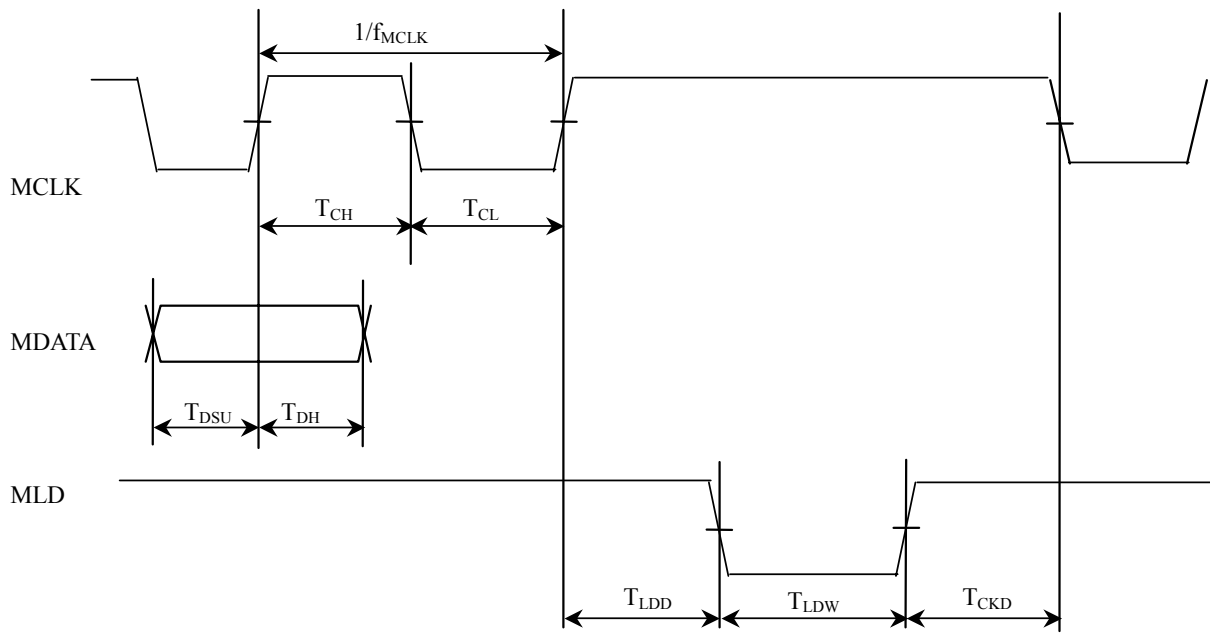 1/fMCLK
MCLK
TCH TCL
MDATA
TDSU TDH
MLD
TLDD TLDW TCKD